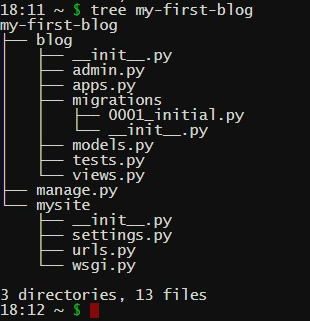 18:11 ~ $ tree my-first-blog
my-first-blog
├── blog
│   ├── __init__.py
│   ├── admin.py
│   ├── apps.py
│   ├── migrations
│   │   ├── 0001_initial.py
│   │   └── __init__.py
│   ├── models.py
│   ├── tests.py
│   └── views.py
├── manage.py
└── mysite
    ├── __init__.py
    ├── settings.py
    ├── urls.py
    └── wsgi.py
3 directories, 13 files
18:12 ~ $